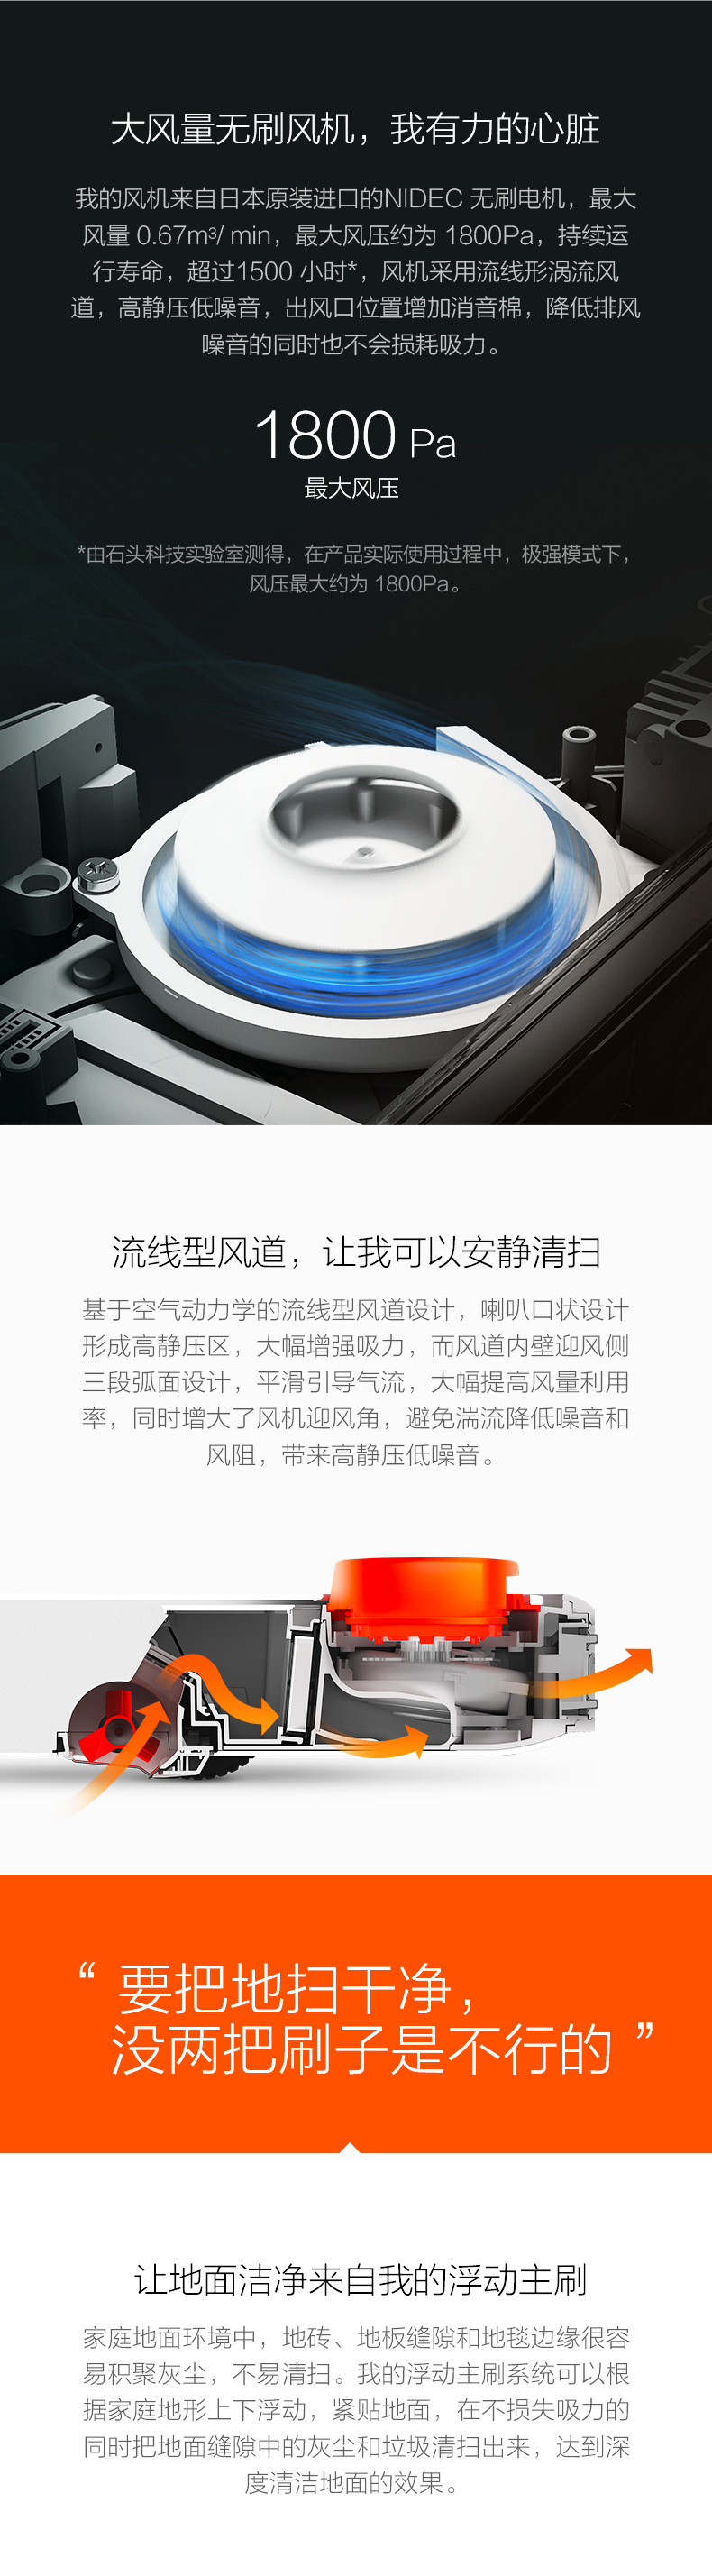 大风量无刷风机，我有力的心脏
我的风机来自日本原装进口的NIDEC 无刷电机，最大
风量 0.67m³/ min，最大风压约为 1800Pa，持续运
行寿命，超过1500 小时*，风机采用流线形涡流风
道，高静压低噪音，出风口位置增加消音棉，降低排风
噪音的同时也不会损耗吸力。
1800 Pa
最大风压
*由石头科技实验室测得，在产品实际使用过程中，极强模式下，
风压最大约为 1800Pa。
流线型风道，让我可以安静清扫
基于空气动力学的流线型风道设计，喇叭口状设计
形成高静压区，大幅增强吸力，而风道内壁迎风侧
三段弧面设计，平滑引导气流，大幅提高风量利用
率，同时增大了风机迎风角，避免湍流降低噪音和
风阻，带来高静压低噪音。
“ 要把地扫干净，
没两把刷子是不行的 ”
让地面洁净来自我的浮动主刷
家庭地面环境中，地砖、地板缝隙和地毯边缘很容
易积聚灰尘，不易清扫。我的浮动主刷系统可以根
据家庭地形上下浮动，紧贴地面，在不损失吸力的
同时把地面缝隙中的灰尘和垃圾清扫出来，达到深
度清洁地面的效果。